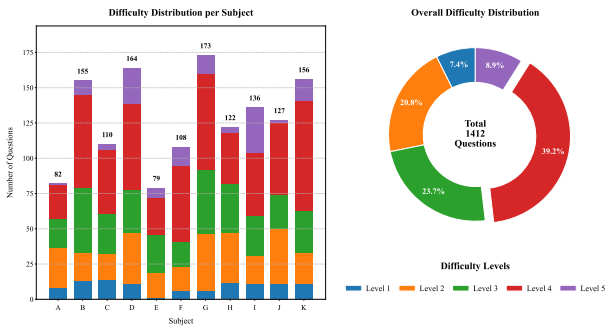 Difficulty Distribution per Subject
Number of Questions
175
150
125
100
75
50
25
0
82
155
110
164
79
108
173
122
136
127
156
A B C D E F G H I J K
Subject
Overall Difficulty Distribution
7.4%
8.9%
20.8%
39.2%
23.7%
Total
1412
Questions
Difficulty Levels
Level 1 Level 2 Level 3 Level 4 Level 5